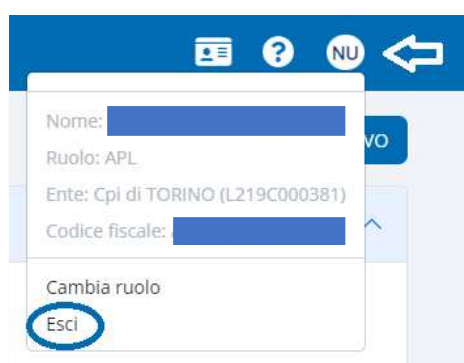 ? NU
Nome:
VO
Ruolo: APL
Ente: Cpi di TORINO (L219C000381)
Codice fiscale:
Cambia ruolo
Esci